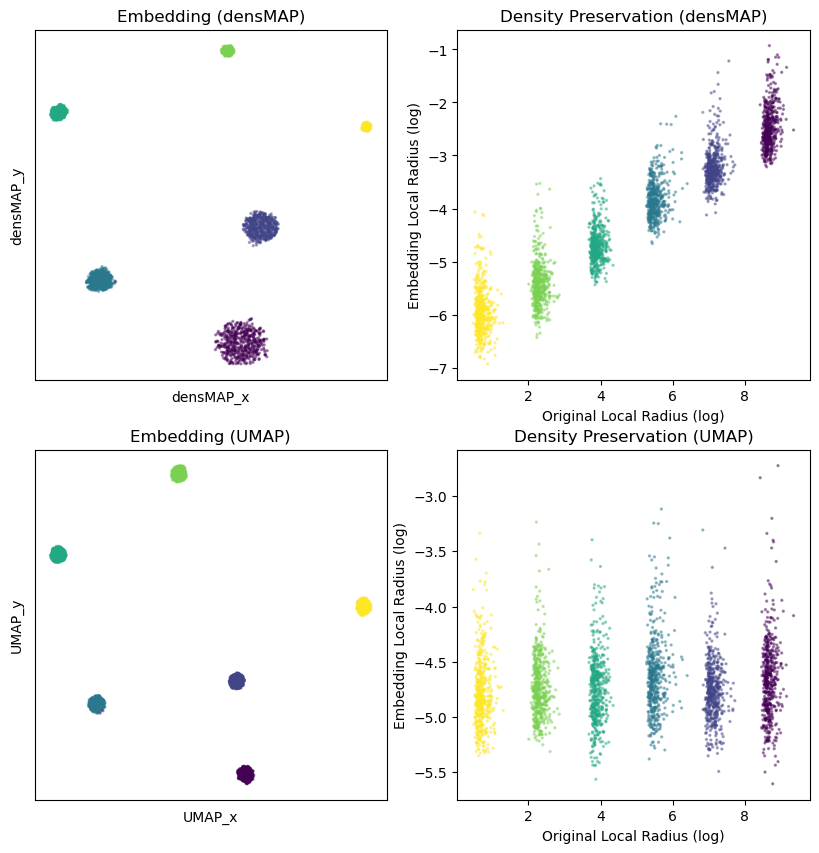 Embedding (densMAP)
densMAP_y
densMAP_x
Density Preservation (densMAP)
Embedding Local Radius (log)
−1
−2
−3
−4
−5
−6
−7
2 4 6 8
Original Local Radius (log)
Embedding (UMAP)
UMAP_y
UMAP_x
Density Preservation (UMAP)
Embedding Local Radius (log)
−3.0
−3.5
−4.0
−4.5
−5.0
−5.5
2 4 6 8
Original Local Radius (log)